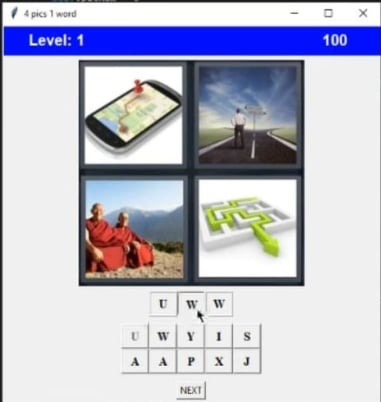 4 pics 1 word
Level: 1 100
U W W
U W Y I S
A A P X J
NEXT